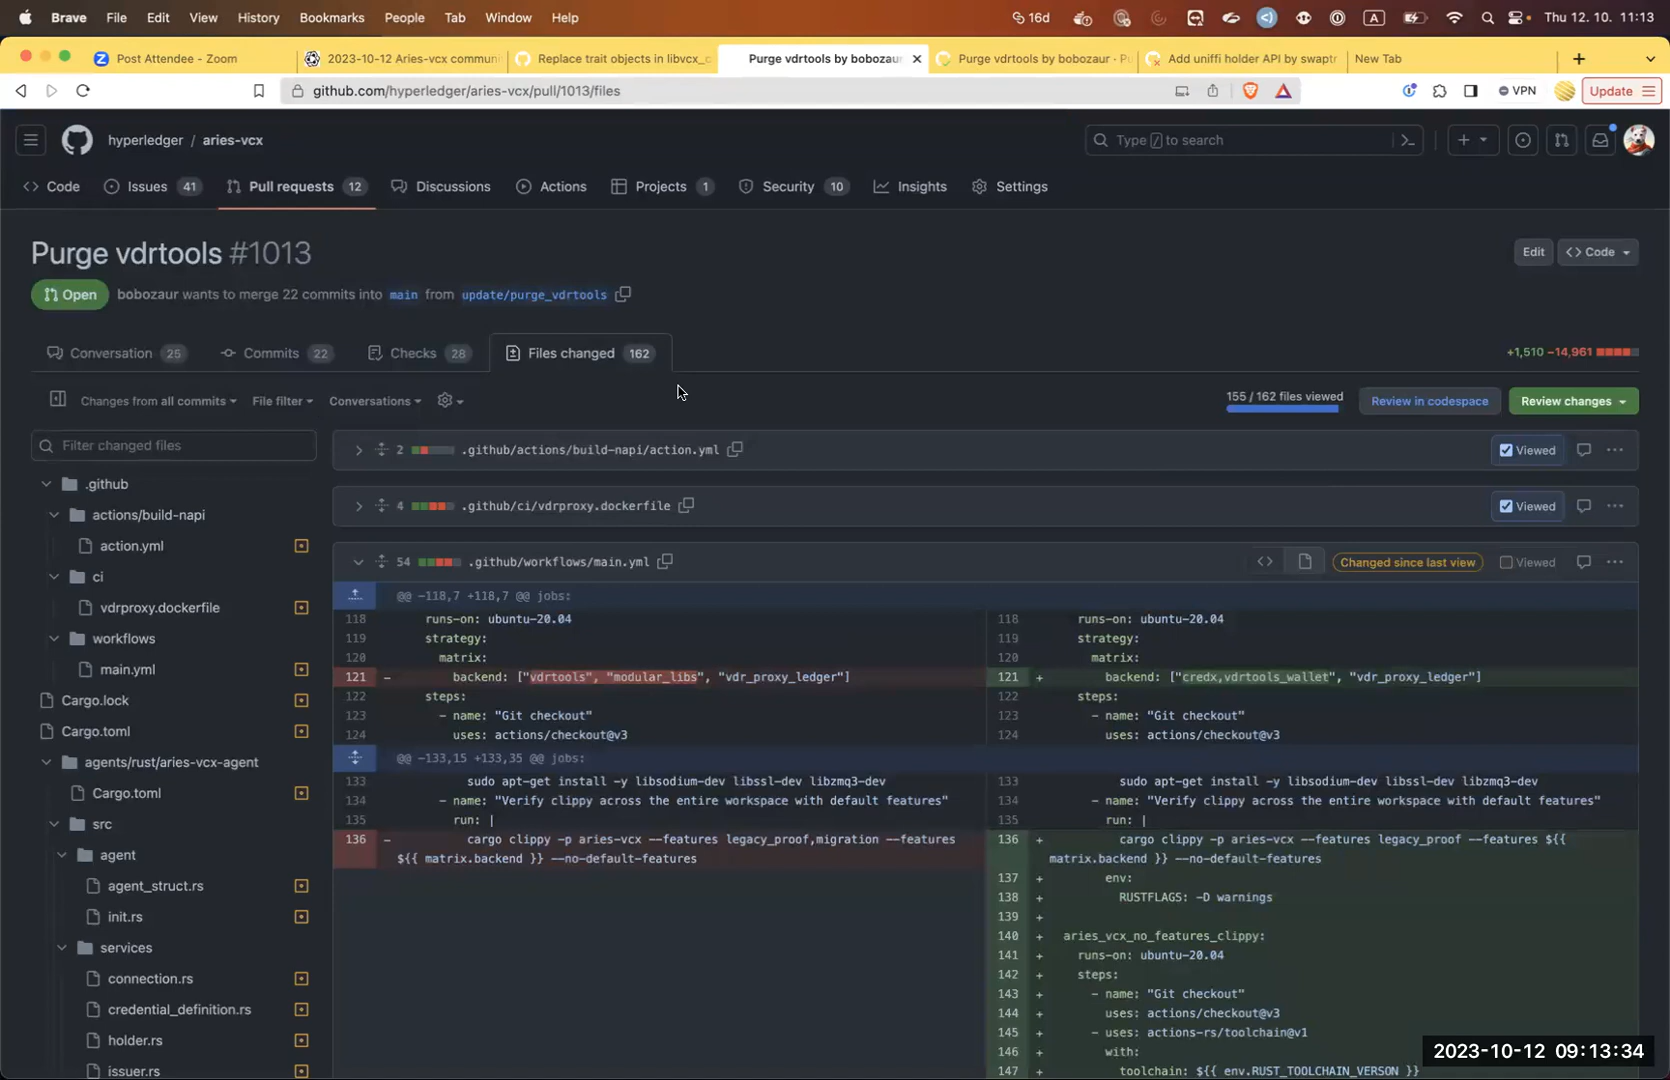 Brave File Edit View History Bookmarks People Tab Window Help 16d A Thu 12. 10. 11:13
Post Attendee - Zoom 2023-10-12 Aries-vcx commun Replace trait objects in libvcx_c Purge vdrtools by bobozaur Purge vdrtools by bobozaur · Pu Add uniffi holder API by swaptr New Tab
github.com/hyperledger/aries-vcx/pull/1013/files VPN Update
hyperledger / aries-vcx Type / to search
Code Issues 41 Pull requests 12 Discussions Actions Projects 1 Security 10 Insights Settings
Purge vdrtools #1013 Edit <> Code
Open bobozaur wants to merge 22 commits into main from update/purge_vdrtools
Conversation 25 Commits 22 Checks 28 Files changed 162 +1,510 −14,961
Changes from all commits File filter Conversations 155 / 162 files viewed Review in codespace Review changes
Filter changed files
.github
actions/build-napi
action.yml
ci
vdrproxy.dockerfile
workflows
main.yml
Cargo.lock
Cargo.toml
agents/rust/aries-vcx-agent
Cargo.toml
src
agent
agent_struct.rs
init.rs
services
connection.rs
credential_definition.rs
holder.rs
issuer.rs
2 .github/actions/build-napi/action.yml Viewed
4 .github/ci/vdrproxy.dockerfile Viewed
54 .github/workflows/main.yml <> Changed since last view Viewed
@@ -118,7 +118,7 @@ jobs:
118 runs-on: ubuntu-20.04 118 runs-on: ubuntu-20.04
119 strategy: 119 strategy:
120 matrix: 120 matrix:
121 - backend: ["vdrtools", "modular_libs", "vdr_proxy_ledger"] 121 + backend: ["credx,vdrtools_wallet", "vdr_proxy_ledger"]
122 steps: 122 steps:
123 - name: "Git checkout" 123 - name: "Git checkout"
124 uses: actions/checkout@v3 124 uses: actions/checkout@v3
@@ -133,15 +133,35 @@ jobs:
133 sudo apt-get install -y libsodium-dev libssl-dev libzmq3-dev 133 sudo apt-get install -y libsodium-dev libssl-dev libzmq3-dev
134 - name: "Verify clippy across the entire workspace with default features" 134 - name: "Verify clippy across the entire workspace with default features"
135 run: | 135 run: |
136 - cargo clippy -p aries-vcx --features legacy_proof,migration --features 136 + cargo clippy -p aries-vcx --features legacy_proof --features ${{
${{ matrix.backend }} --no-default-features matrix.backend }} --no-default-features
137 + env:
138 + RUSTFLAGS: -D warnings
139 +
140 + aries_vcx_no_features_clippy:
141 + runs-on: ubuntu-20.04
142 + steps:
143 + - name: "Git checkout"
144 + uses: actions/checkout@v3
145 + - uses: actions-rs/toolchain@v1
146 + with:
147 toolchain: ${{ env.RUST_TOOLCHAIN_VERSON }}
2023-10-12 09:13:34